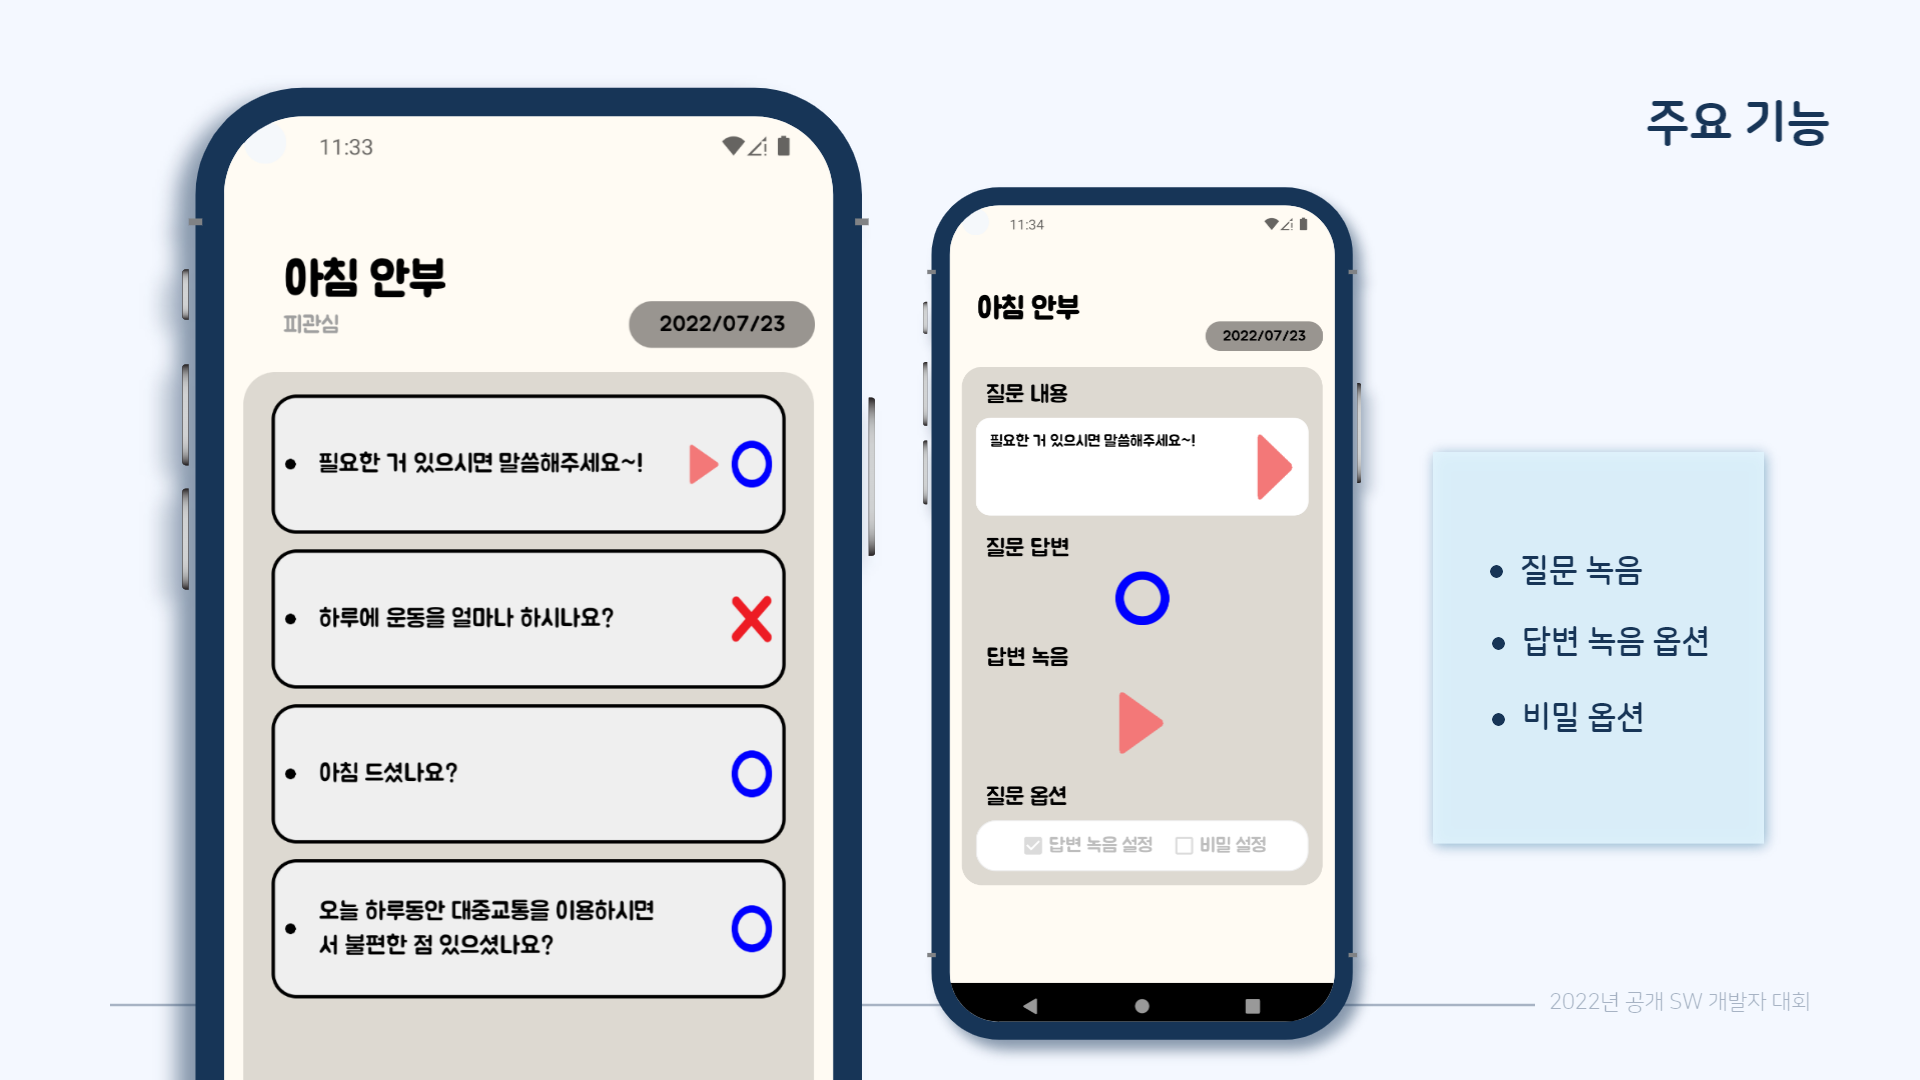 주요 기능
11:33
아침 안부
피관심
2022/07/23
필요한 거 있으시면 말씀해주세요~!
하루에 운동을 얼마나 하시나요?
아침 드셨나요?
오늘 하루동안 대중교통을 이용하시면
서 불편한 점 있으셨나요?
11:34
아침 안부
2022/07/23
질문 내용
필요한 거 있으시면 말씀해주세요~!
질문 답변
답변 녹음
질문 옵션
답변 녹음 설정 비밀 설정
질문 녹음
답변 녹음 옵션
비밀 옵션
2022년 공개 SW 개발자 대회